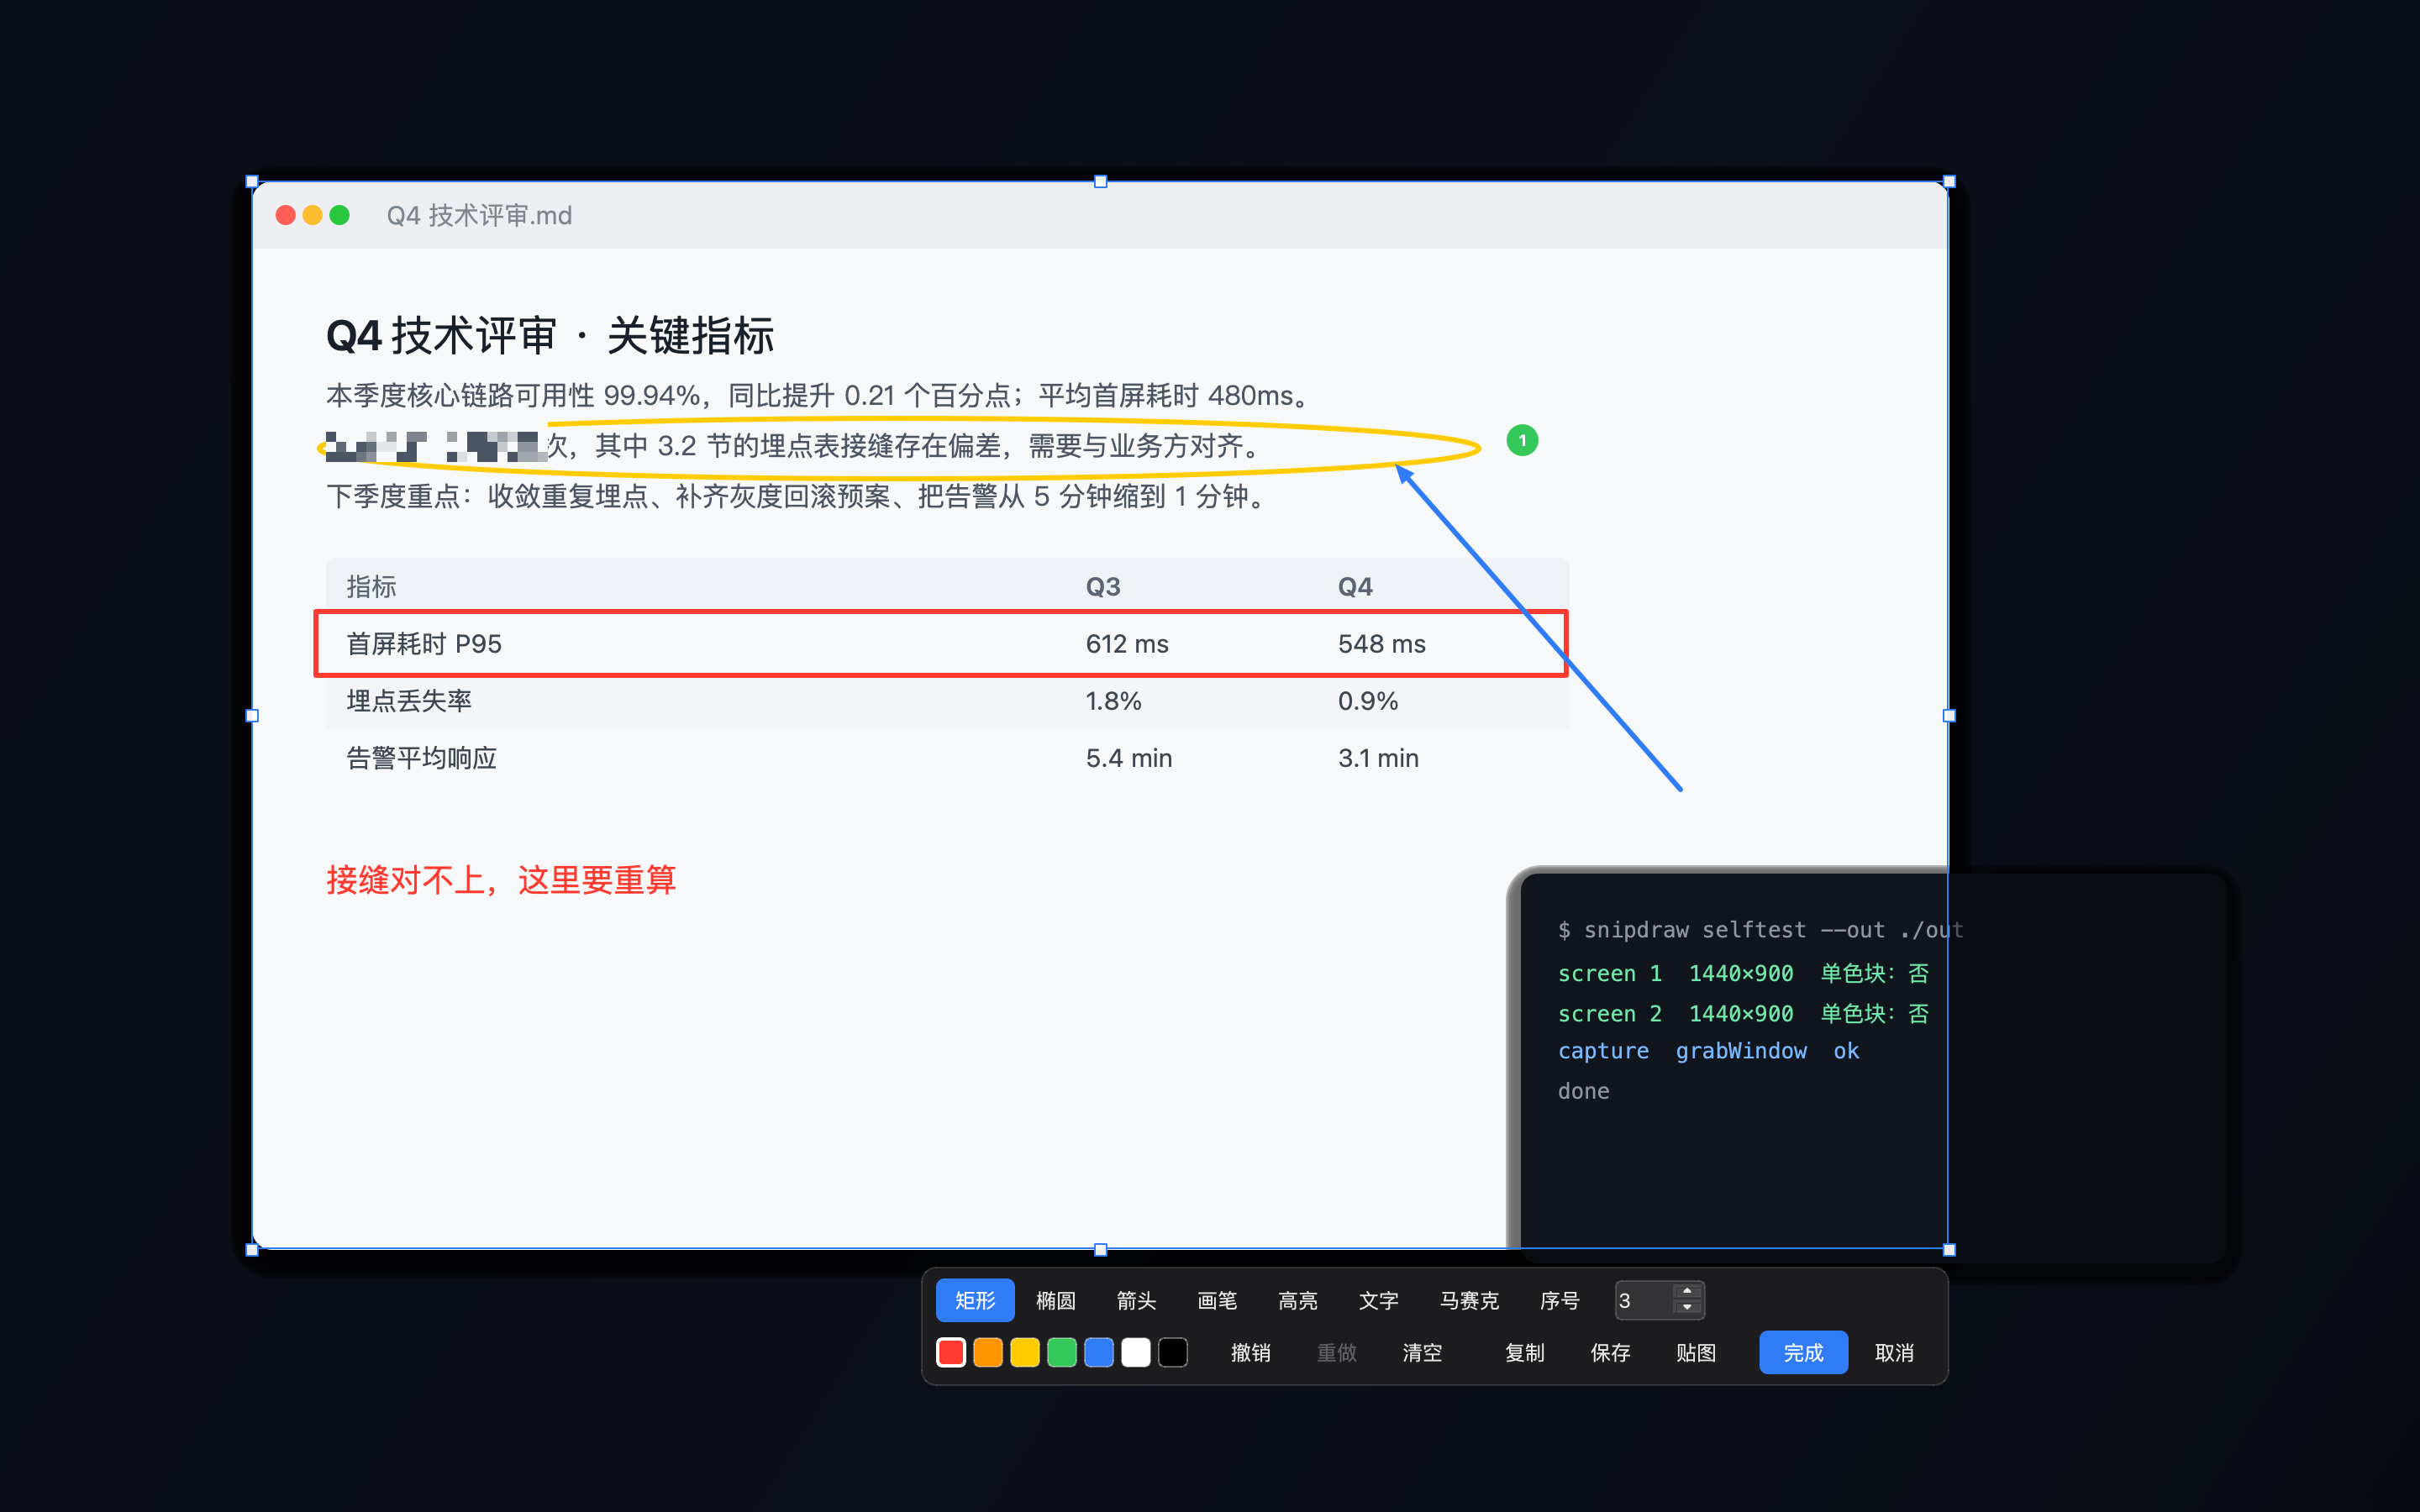 Q4 技术评审.md
Q4 技术评审 · 关键指标
本季度核心链路可用性 99.94%，同比提升 0.21 个百分点；平均首屏耗时 480ms。
次，其中 3.2 节的埋点表接缝存在偏差，需要与业务方对齐。
1
下季度重点：收敛重复埋点、补齐灰度回滚预案、把告警从 5 分钟缩到 1 分钟。
指标 Q3 Q4
首屏耗时 P95 612 ms 548 ms
埋点丢失率 1.8% 0.9%
告警平均响应 5.4 min 3.1 min
接缝对不上，这里要重算
$ snipdraw selftest --out ./out
screen 1 1440×900 单色块：否
screen 2 1440×900 单色块：否
capture grabWindow ok
done
矩形 椭圆 箭头 画笔 高亮 文字 马赛克 序号 3
撤销 重做 清空 复制 保存 贴图 完成 取消